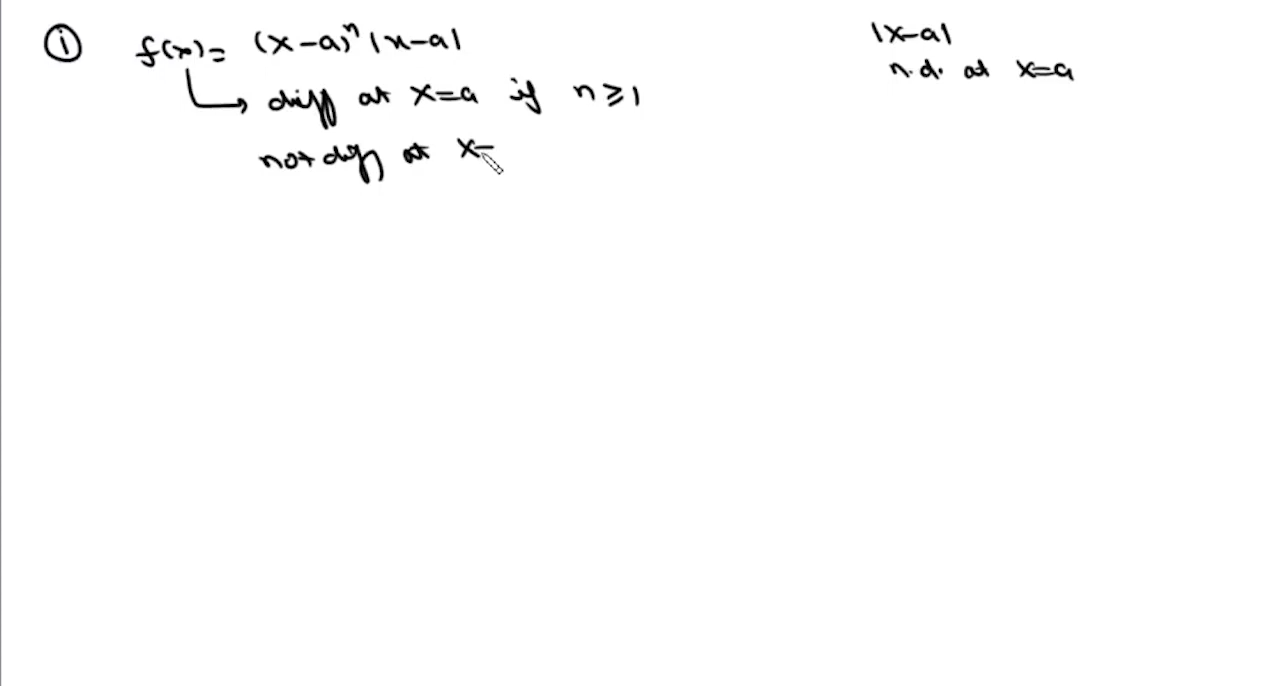 ① f(x) = (x-a)ⁿ |x-a|
diff at x=a if n ≥ 1
not diff at x=
|x-a|
n.d. at x=a